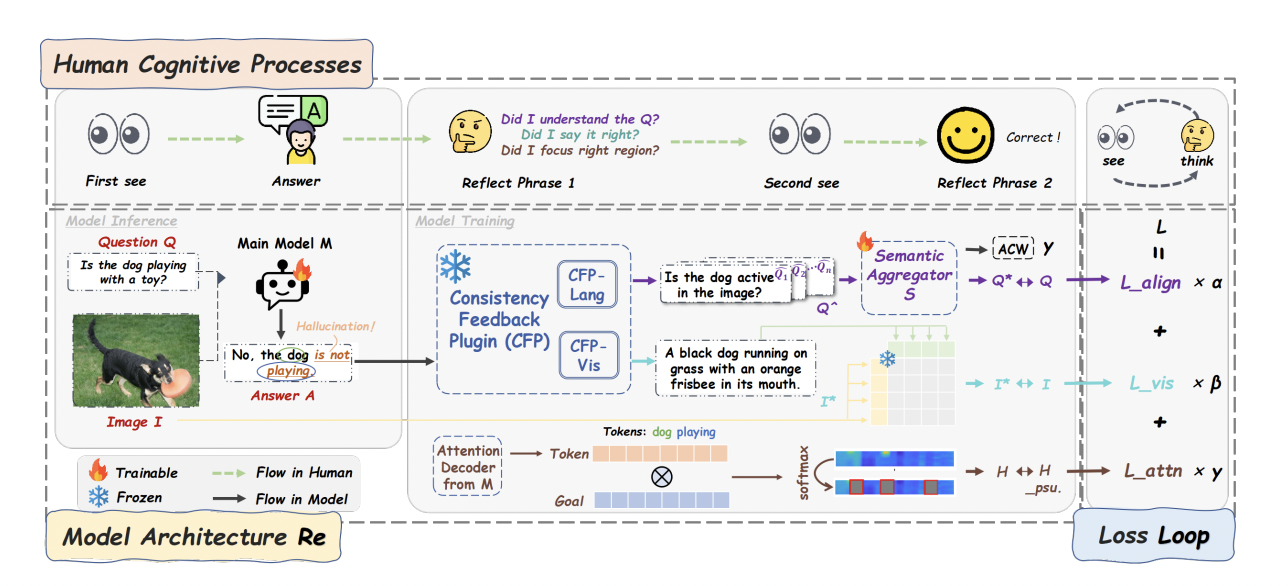 Human Cognitive Processes
A
Did I understand the Q?
Did I say it right?
Did I focus right region?
Correct !
see
think
First see
Answer
Reflect Phrase 1
Second see
Reflect Phrase 2
Model Inference
Model Training
Question Q
Is the dog playing
with a toy?
Main Model M
Hallucination!
No, the dog is not
playing.
Answer A
Image I
Consistency
Feedback
Plugin (CFP)
CFP-
Lang
CFP-
Vis
Is the dog active
in the image?
Q̂1 Q̂2 ...Q̂n
Q^
Semantic
Aggregator
S
ACW
γ
Q* ↔ Q
A black dog running on
grass with an orange
frisbee in its mouth.
I*
I* ↔ I
Attention
Decoder
from M
Tokens: dog playing
Token
Goal
softmax
H ↔ H
_psu.
L
=
L_align × α
+
L_vis × β
+
L_attn × γ
Trainable
Flow in Human
Frozen
Flow in Model
Model Architecture Re
Loss Loop